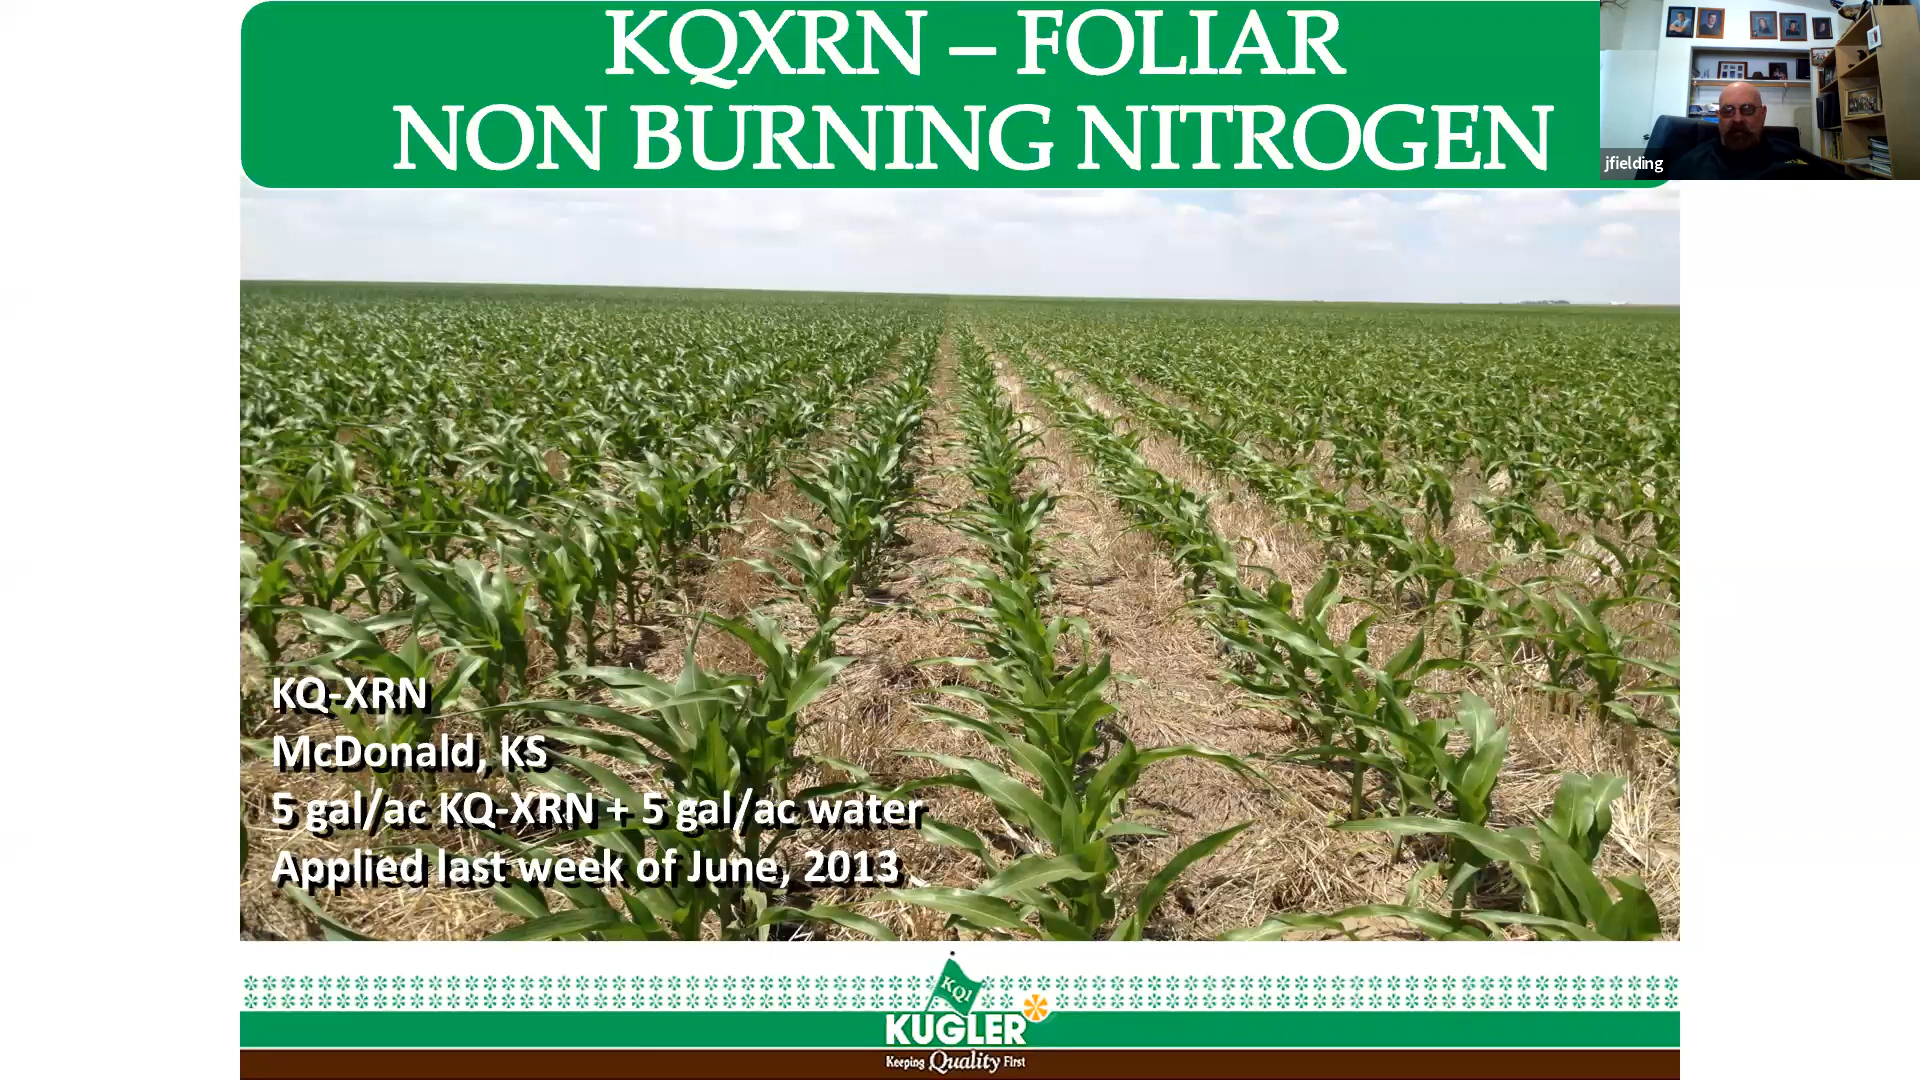 KQXRN – FOLIAR
NON BURNING NITROGEN
jfielding
KQ-XRN
McDonald, KS
5 gal/ac KQ-XRN + 5 gal/ac water
Applied last week of June, 2013
KQ1
KUGLER
Keeping Quality First